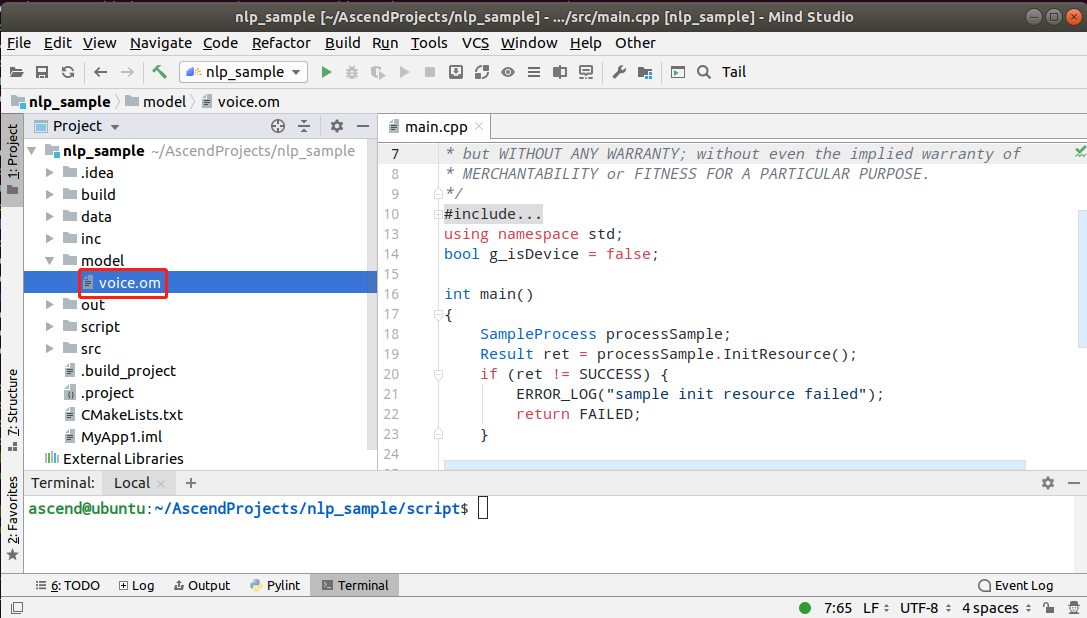 nlp_sample [~/AscendProjects/nlp_sample] - .../src/main.cpp [nlp_sample] - Mind Studio
File Edit View Navigate Code Refactor Build Run Tools VCS Window Help Other
nlp_sample Tail
nlp_sample model voice.om
1: Project
7: Structure
2: Favorites
Project
nlp_sample ~/AscendProjects/nlp_sample
.idea
build
data
inc
model
voice.om
out
script
src
.build_project
.project
CMakeLists.txt
MyApp1.iml
External Libraries
main.cpp
7 * but WITHOUT ANY WARRANTY; without even the implied warranty of
8 * MERCHANTABILITY or FITNESS FOR A PARTICULAR PURPOSE.
9 */
10 #include...
13 using namespace std;
14 bool g_isDevice = false;
15
16 int main()
17 {
18 SampleProcess processSample;
19 Result ret = processSample.InitResource();
20 if (ret != SUCCESS) {
21 ERROR_LOG("sample init resource failed");
22 return FAILED;
23 }
24
Terminal: Local +
ascend@ubuntu:~/AscendProjects/nlp_sample/script$
6: TODO Log Output Pylint Terminal Event Log
7:65 LF UTF-8 4 spaces